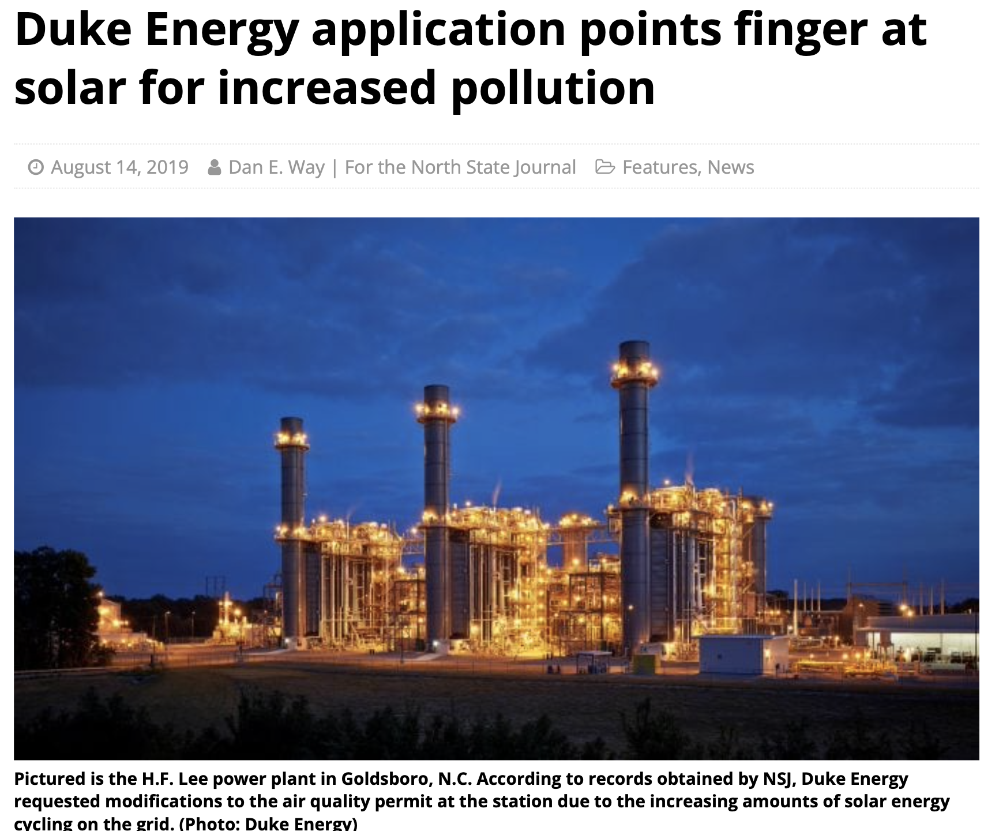 Duke Energy application points finger at
solar for increased pollution
August 14, 2019 Dan E. Way | For the North State Journal Features, News
Pictured is the H.F. Lee power plant in Goldsboro, N.C. According to records obtained by NSJ, Duke Energy
requested modifications to the air quality permit at the station due to the increasing amounts of solar energy
cycling on the grid. (Photo: Duke Energy)